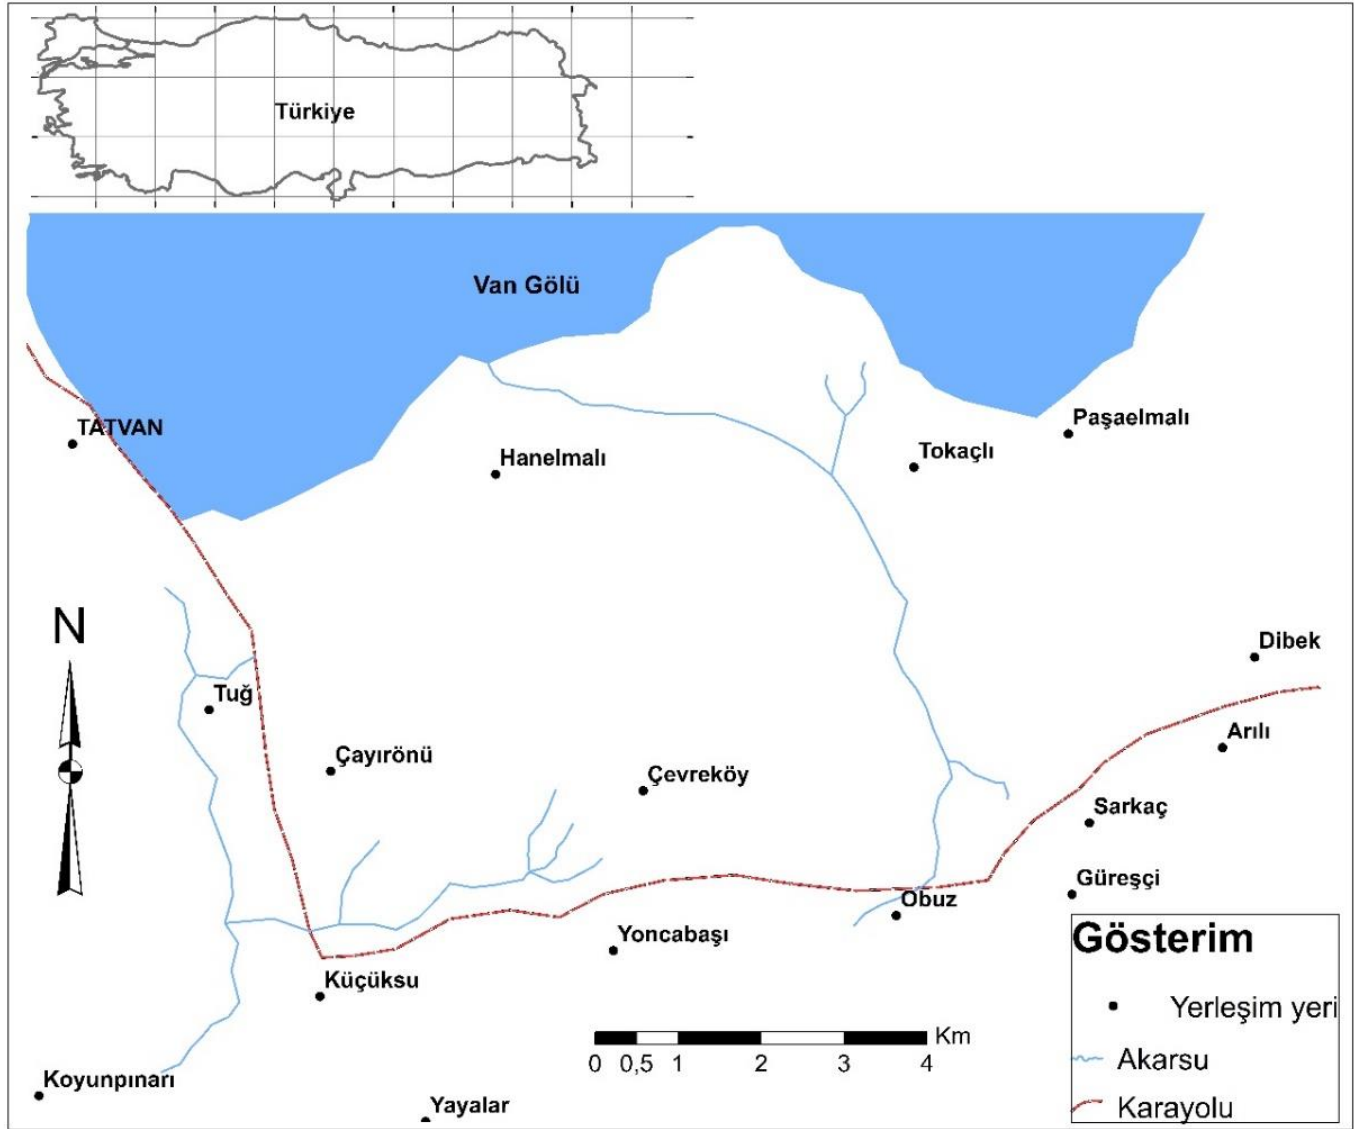 Türkiye
Van Gölü
TATVAN
Paşaelmalı
Tokaçlı
Hanelmalı
N
Dibek
Tuğ
Arılı
Çayırönü
Çevreköy
Sarkaç
Güreşçi
Obuz
Yoncabaşı
Küçüksu
Koyunpınarı
Yayalar
Km
0 0,5 1 2 3 4
Gösterim
Yerleşim yeri
Akarsu
Karayolu